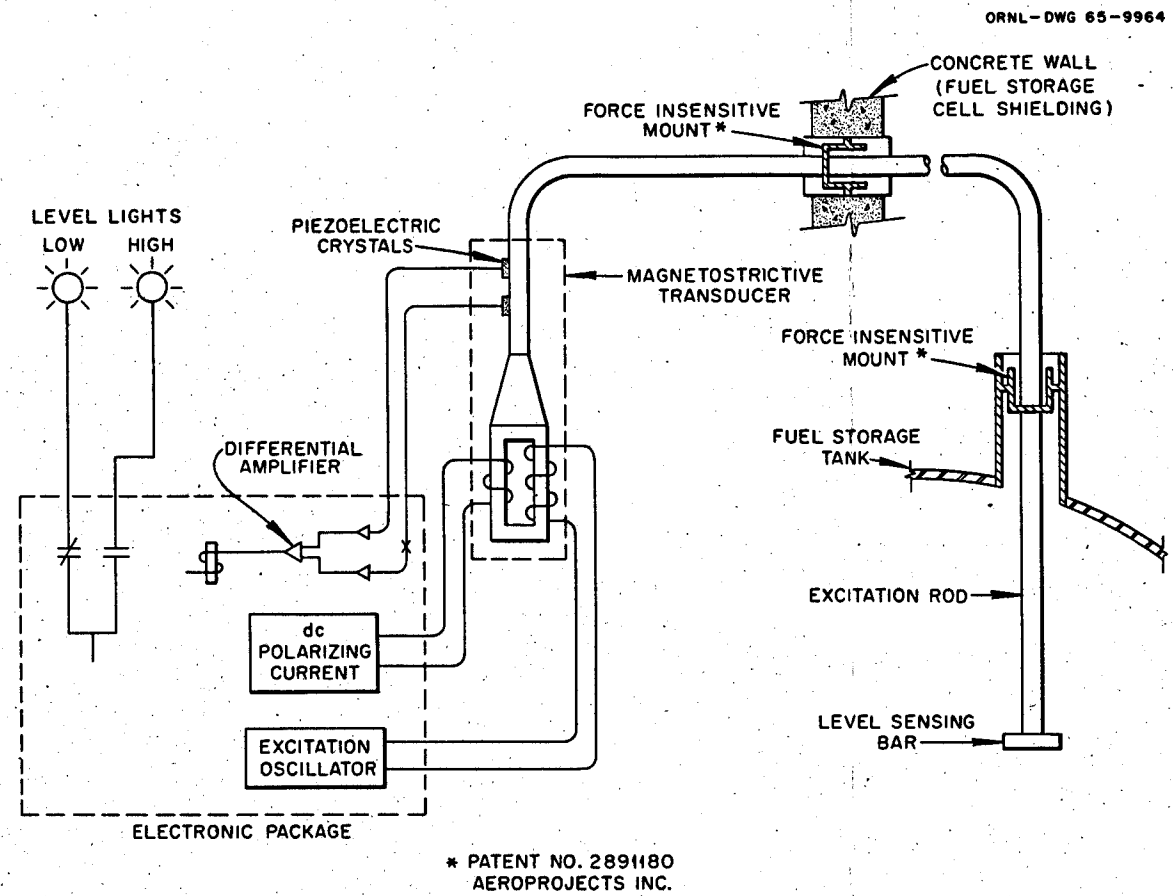 ORNL-DWG 65-9964
CONCRETE WALL
(FUEL STORAGE
CELL SHIELDING)
FORCE INSENSITIVE
MOUNT *
LEVEL LIGHTS
LOW HIGH
PIEZOELECTRIC
CRYSTALS
MAGNETOSTRICTIVE
TRANSDUCER
FORCE INSENSITIVE
MOUNT *
DIFFERENTIAL
AMPLIFIER
FUEL STORAGE
TANK
EXCITATION ROD
dc
POLARIZING
CURRENT
LEVEL SENSING
BAR
EXCITATION
OSCILLATOR
ELECTRONIC PACKAGE
* PATENT NO. 2891180
AEROPROJECTS INC.